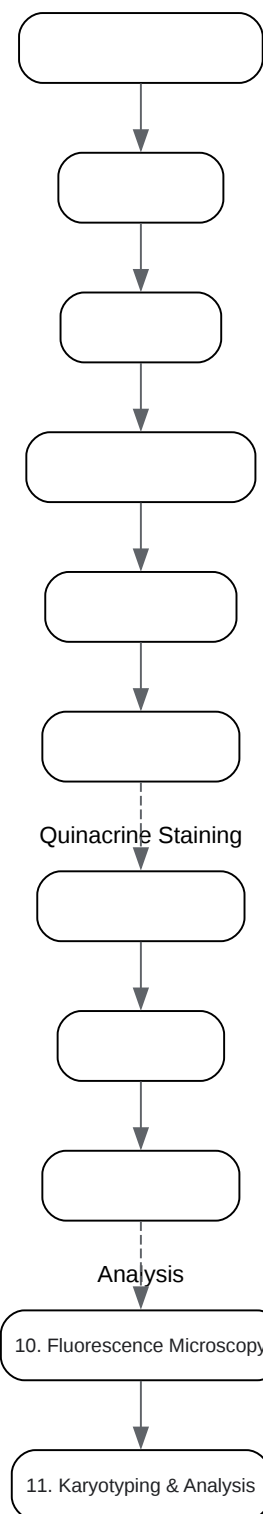 Quinacrine Staining
Analysis
10. Fluorescence Microscopy
11. Karyotyping & Analysis